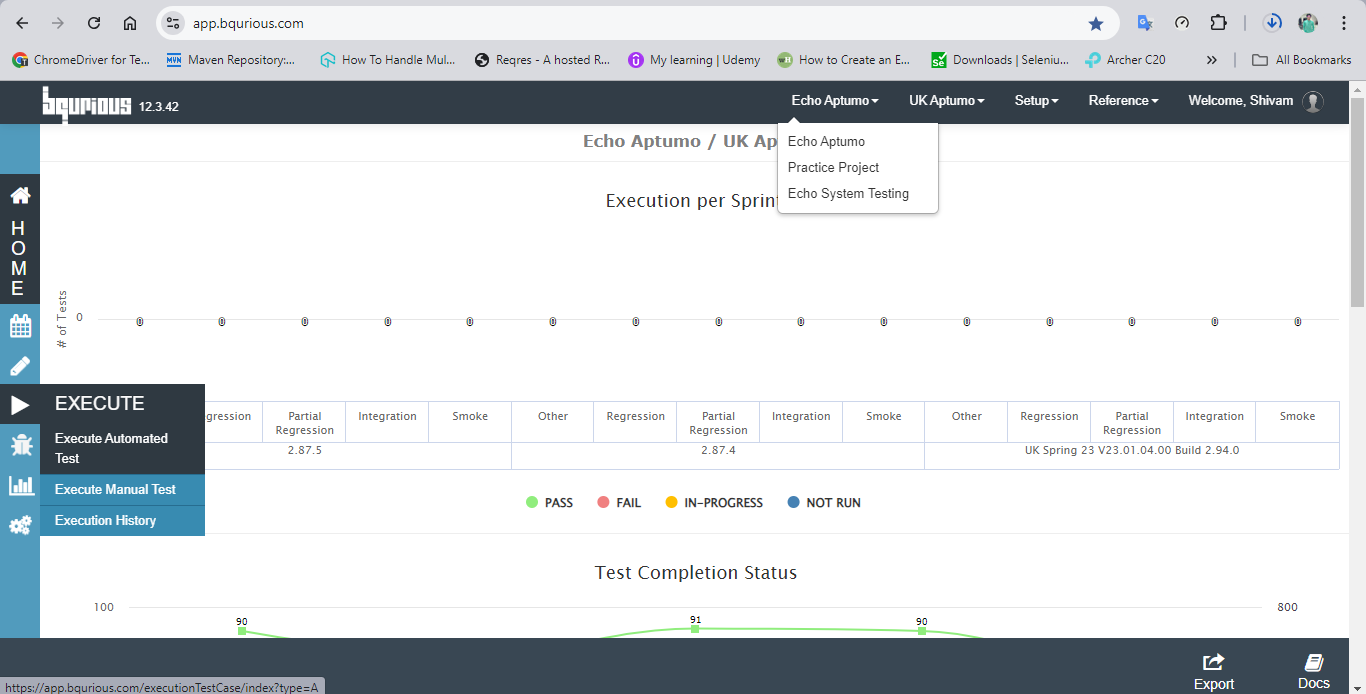 app.bqurious.com
ChromeDriver for Te...
Maven Repository:...
How To Handle Mul...
Reqres - A hosted R...
My learning | Udemy
How to Create an E...
Downloads | Seleniu...
Archer C20
All Bookmarks
bqurious 12.3.42
Echo Aptumo
UK Aptumo
Setup
Reference
Welcome, Shivam
Echo Aptumo
Practice Project
Echo System Testing
Echo Aptumo / UK Ap
Execution per Sprin
HOME
# of Tests
0
0 0 0 0 0 0 0 0 0 0 0 0 0 0 0
EXECUTE
Execute Automated
Test
Execute Manual Test
Execution History
gression
Partial
Regression
Integration
Smoke
Other
Regression
Partial
Regression
Integration
Smoke
Other
Regression
Partial
Regression
Integration
Smoke
2.87.5
2.87.4
UK Spring 23 V23.01.04.00 Build 2.94.0
PASS
FAIL
IN-PROGRESS
NOT RUN
Test Completion Status
100
800
90
91
90
Export
Docs
https://app.bqurious.com/executionTestCase/index?type=A